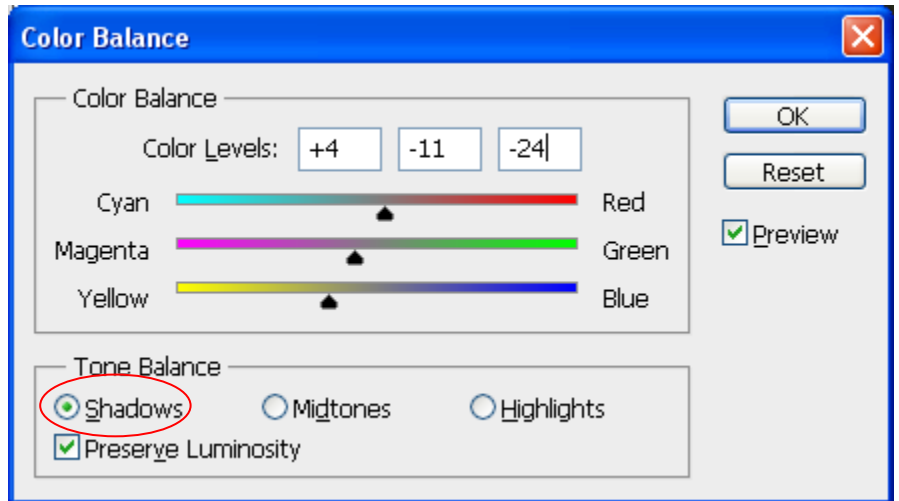 Color Balance
Color Balance
Color Levels: +4 -11 -24
Cyan Red
Magenta Green
Yellow Blue
OK
Reset
Preview
Tone Balance
Shadows Midtones Highlights
Preserve Luminosity